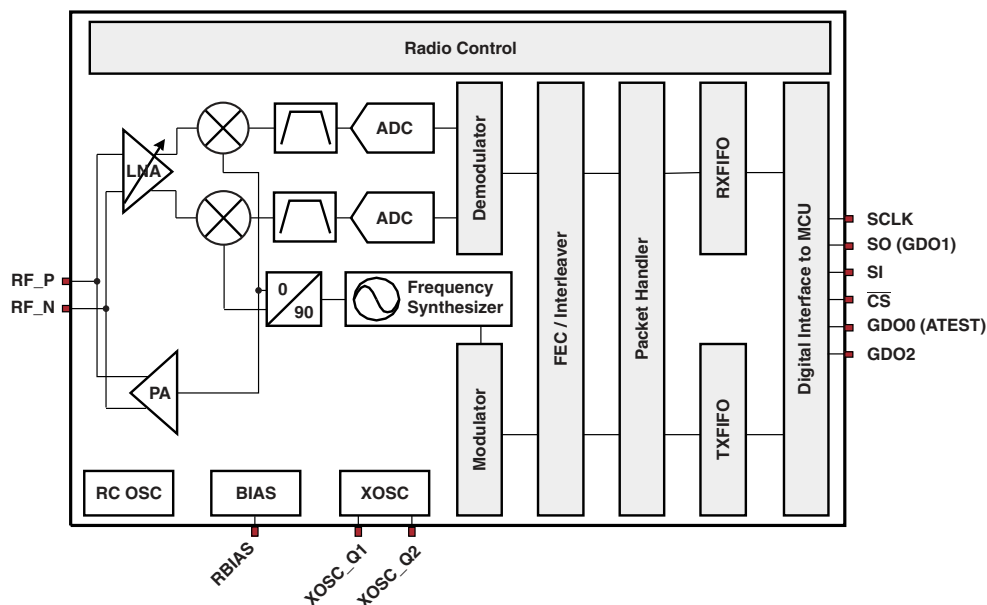 Radio Control
LNA
ADC
ADC
0
90
Frequency
Synthesizer
PA
Demodulator
Modulator
FEC / Interleaver
Packet Handler
RXFIFO
TXFIFO
Digital Interface to MCU
RF_P
RF_N
SCLK
SO (GDO1)
SI
CS
GDO0 (ATEST)
GDO2
RC OSC
BIAS
XOSC
RBIAS
XOSC_Q1
XOSC_Q2